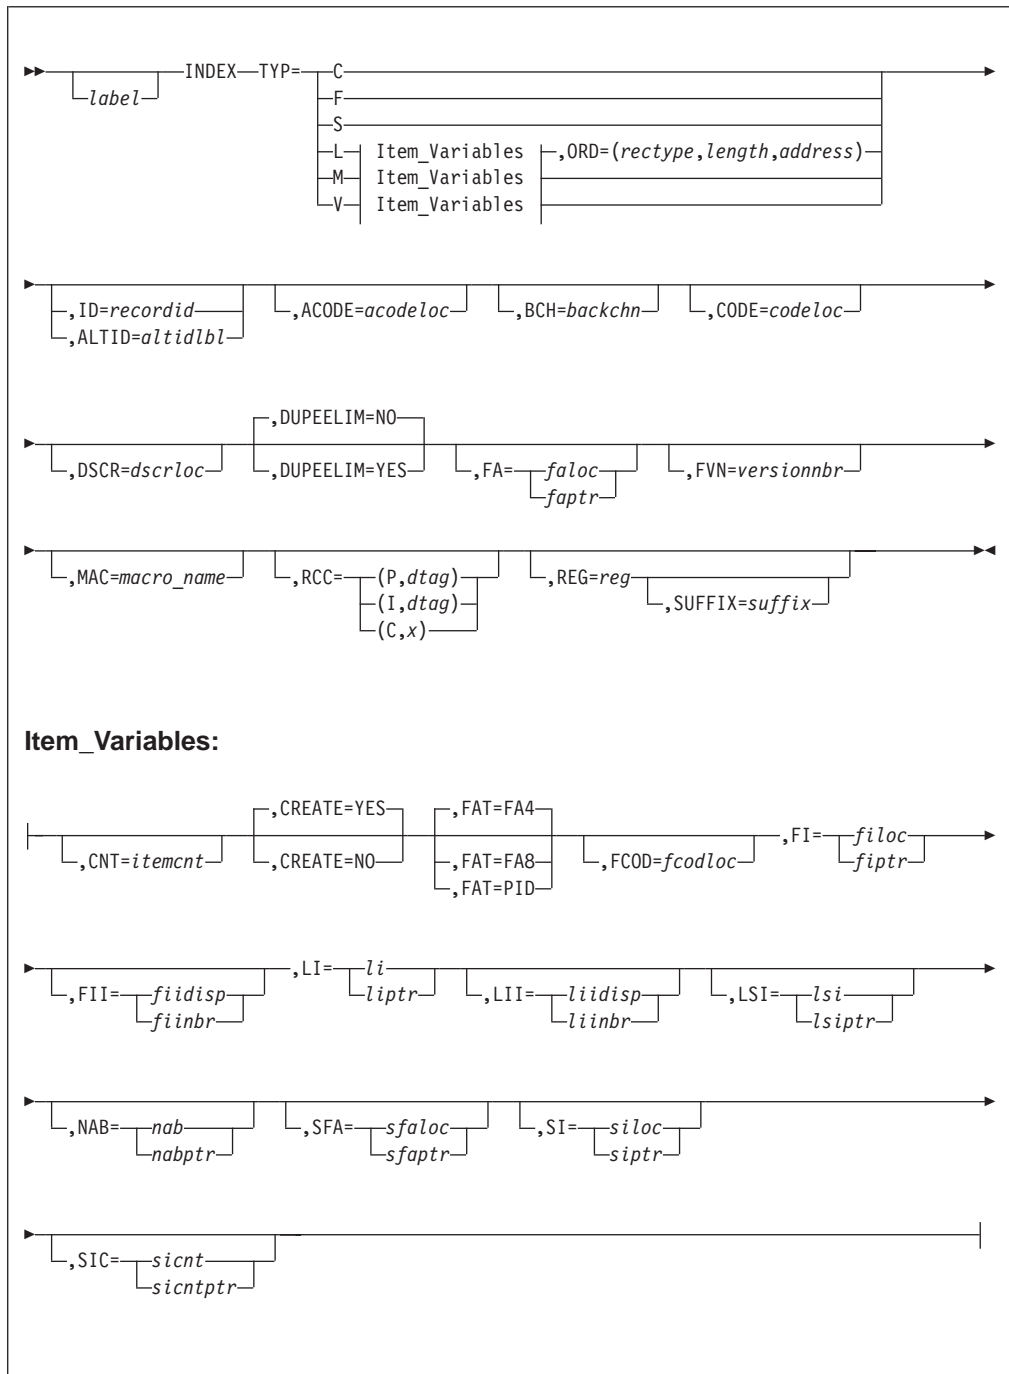 INDEX TYP= C
label F
S
L Item_Variables ,ORD=(rectype,length,address)
M Item_Variables
V Item_Variables
,ID=recordid ,ACODE=acodeloc ,BCH=backchn ,CODE=codeloc
,ALTID=altidlbl
,DUPEELIM=NO
,DSCR=dscrloc ,DUPEELIM=YES ,FA= faloc ,FVN=versionnbr
faptr
,MAC=macro_name ,RCC= (P,dtag) ,REG=reg
(I,dtag) ,SUFFIX=suffix
(C,x)
Item_Variables:
,CREATE=YES ,FAT=FA4
,CNT=itemcnt ,CREATE=NO ,FAT=FA8 ,FCOD=fcodloc ,FI= filoc
,FAT=PID fiptr
,FII= fiidisp ,LI= li ,LII= liidisp ,LSI= lsi
fiinbr liptr liinbr lsiptr
,NAB= nab ,SFA= sfaloc ,SI= siloc
nabptr sfaptr siptr
,SIC= sicnt
sicntptr